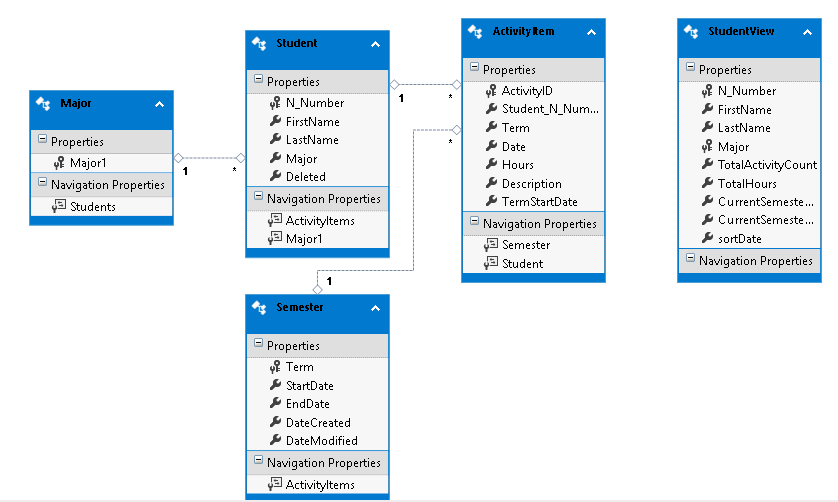 Major
Properties
Major1
Navigation Properties
Students
1
*
Student
Properties
N_Number
FirstName
LastName
Major
Deleted
Navigation Properties
ActivityItems
Major1
1
*
*
1
ActivityItem
Properties
ActivityID
Student_N_Num...
Term
Date
Hours
Description
TermStartDate
Navigation Properties
Semester
Student
Semester
Properties
Term
StartDate
EndDate
DateCreated
DateModified
Navigation Properties
ActivityItems
StudentView
Properties
N_Number
FirstName
LastName
Major
TotalActivityCount
TotalHours
CurrentSemeste...
CurrentSemeste...
sortDate
Navigation Properties